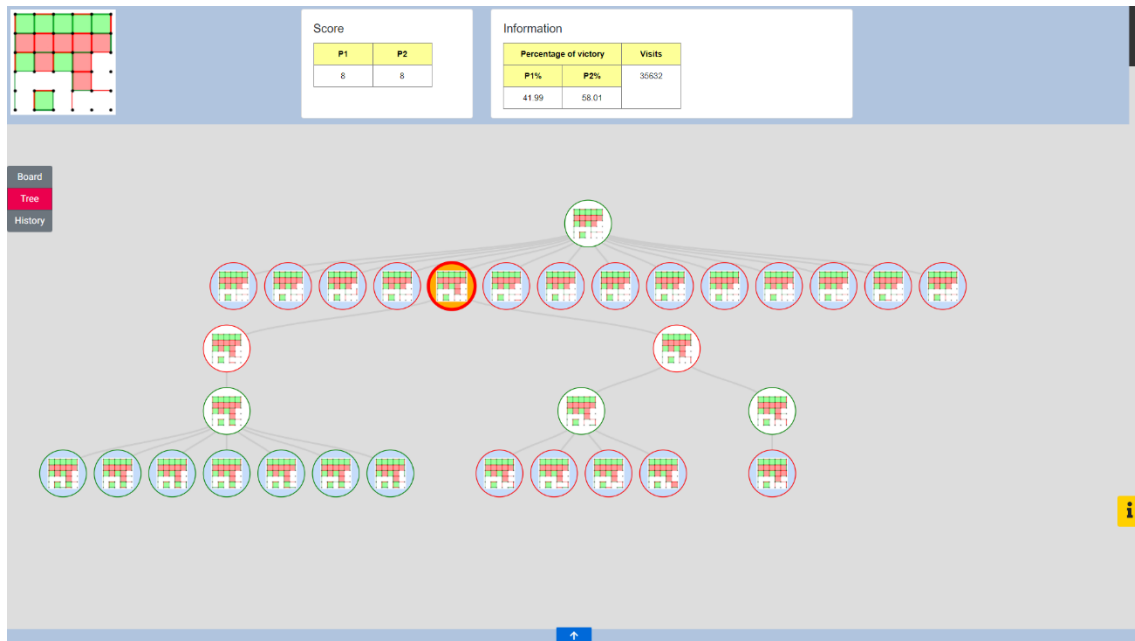 Score
P1 P2
8 8
Information
Percentage of victory Visits
P1% P2% 35632
41.99 58.01
Board
Tree
History
i